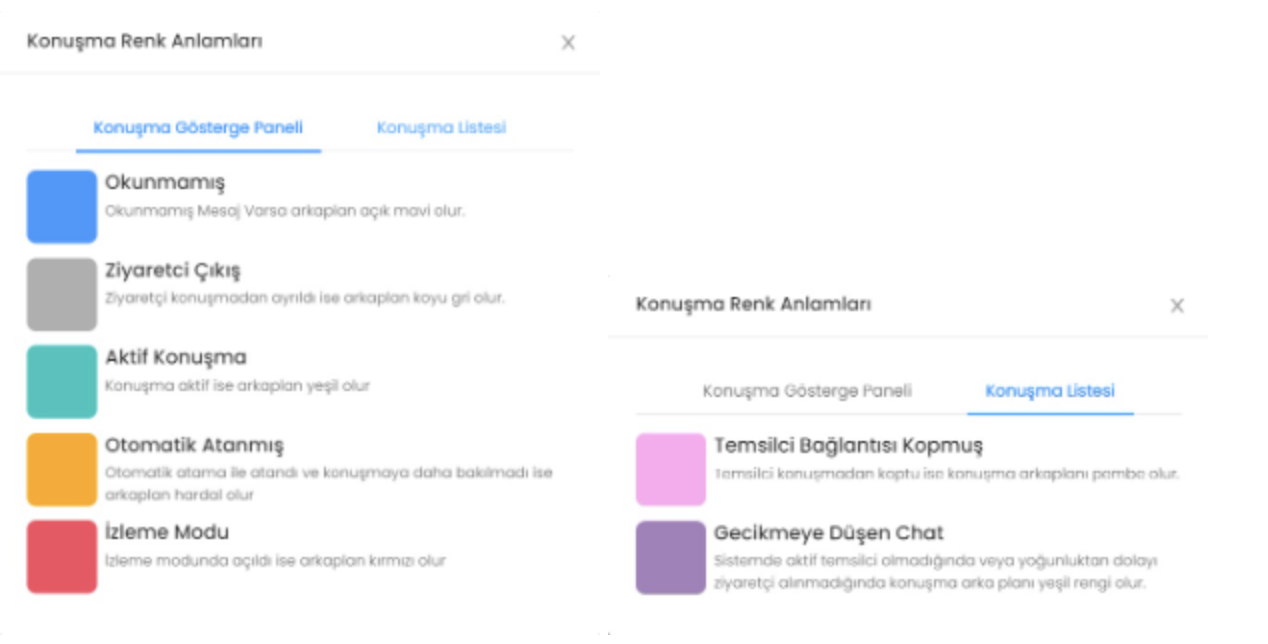 Konuşma Renk Anlamları
Konuşma Gösterge Paneli
Konuşma Listesi
Okunmamış
Okunmamış Mesaj Varsa arkaplan açık mavi olur.
Ziyaretci Çıkış
Ziyaretçi konuşmadan ayrıldı ise arkaplan koyu gri olur.
Aktif Konuşma
Konuşma aktif ise arkaplan yeşil olur
Otomatik Atanmış
Otomatik atama ile atandı ve konuşmaya daha bakılmadı ise
arkaplan hardal olur
İzleme Modu
İzleme modunda açıldı ise arkaplan kırmızı olur
Konuşma Renk Anlamları
Konuşma Gösterge Paneli
Konuşma Listesi
Temsilci Bağlantısı Kopmuş
Temsilci konuşmadan koptu ise konuşma arkaplanı pembe olur.
Gecikmeye Düşen Chat
Sistemde aktif temsilci olmadığında veya yoğunluktan dolayı
ziyaretçi alınmadığında konuşma arka planı yeşil rengi olur.